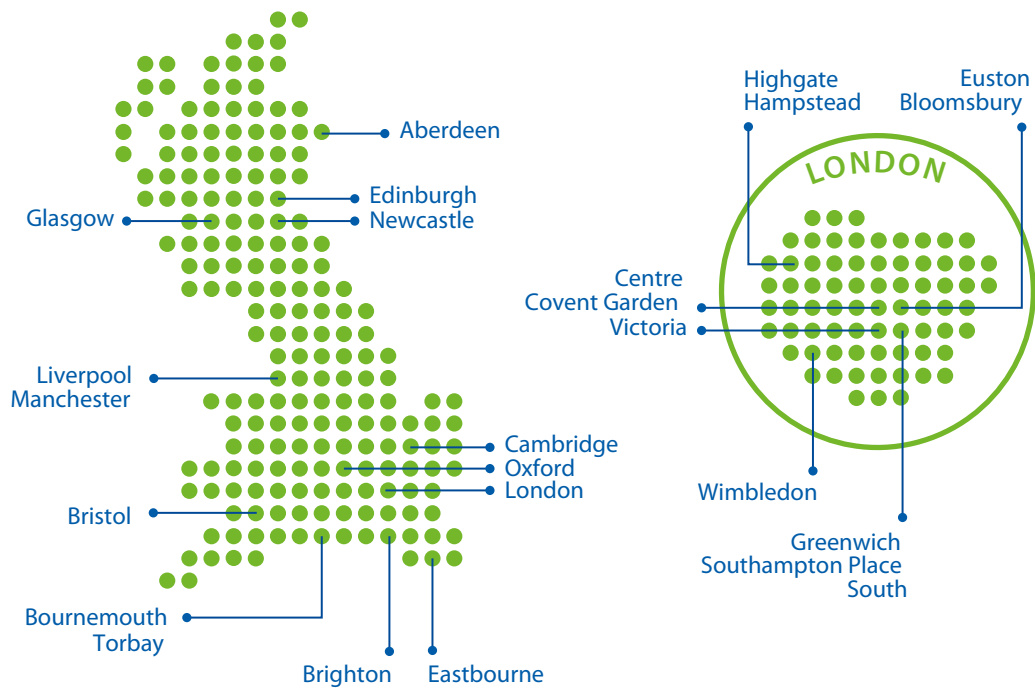 Aberdeen
Edinburgh
Glasgow
Newcastle
Liverpool
Manchester
Cambridge
Oxford
London
Bristol
Bournemouth
Torbay
Brighton
Eastbourne
Highgate
Hampstead
Euston
Bloomsbury
LONDON
Centre
Covent Garden
Victoria
Wimbledon
Greenwich
Southampton Place
South